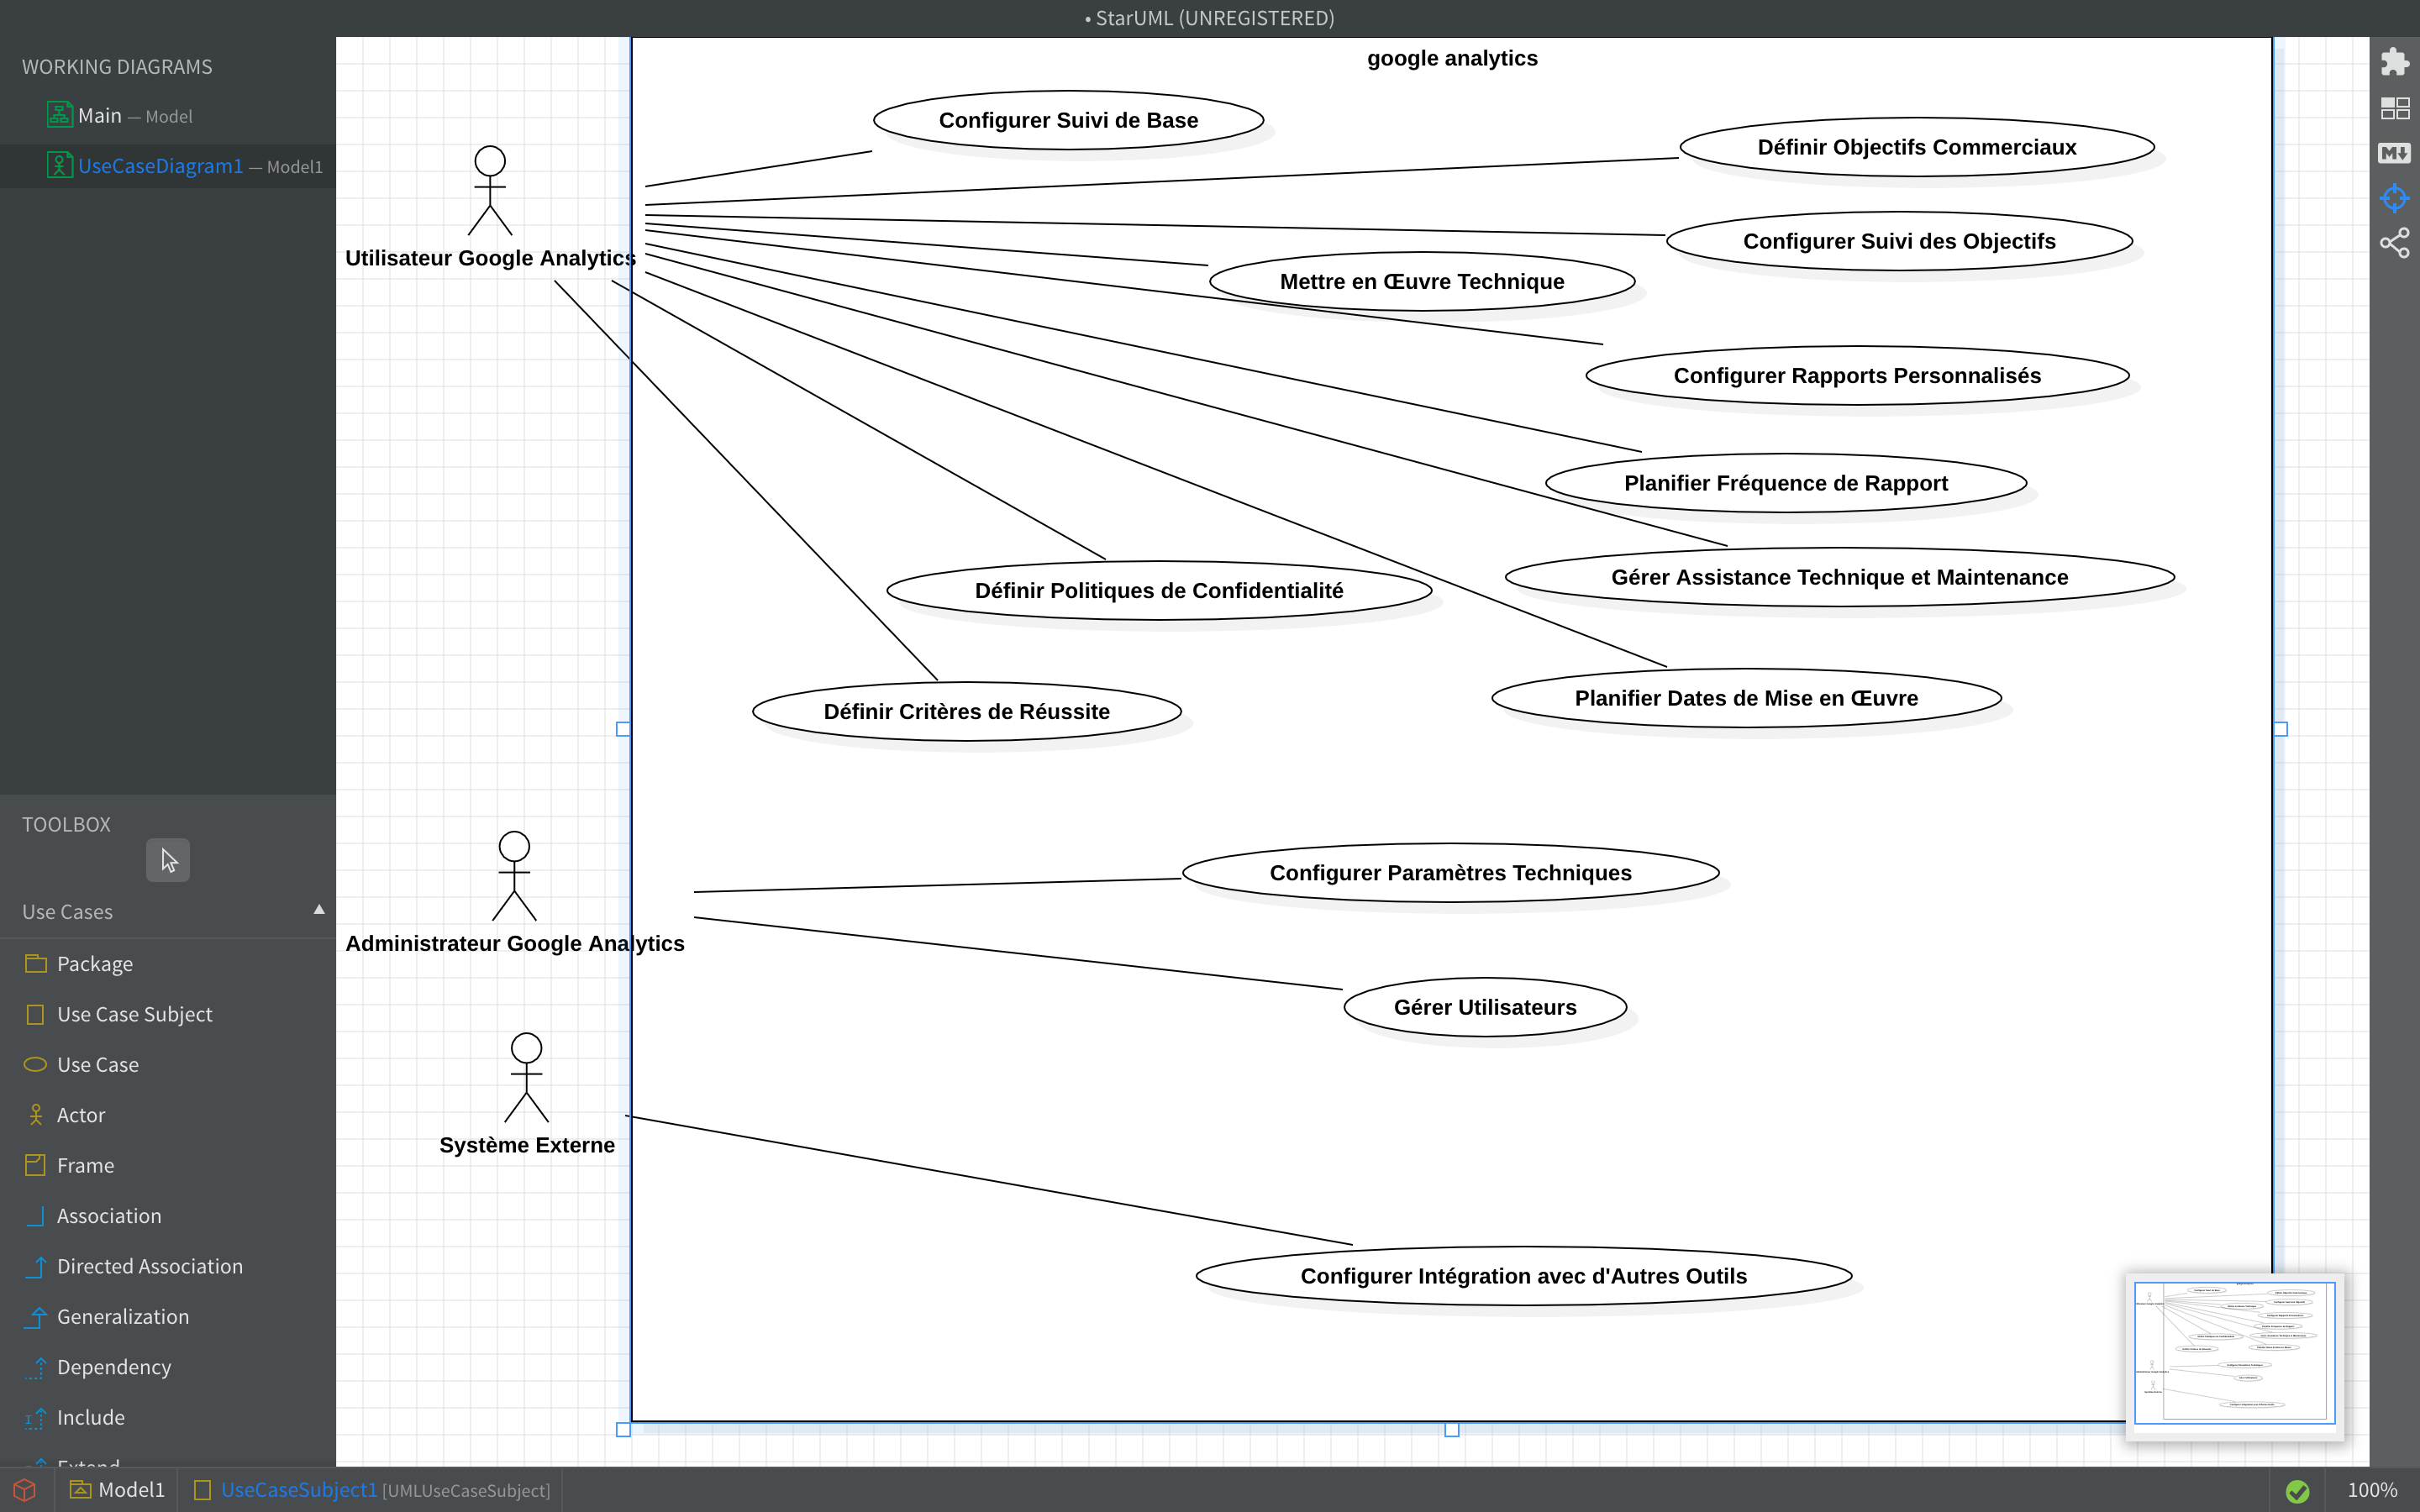 • StarUML (UNREGISTERED)
WORKING DIAGRAMS
Main — Model
UseCaseDiagram1 — Model1
TOOLBOX
Use Cases
Package
Use Case Subject
Use Case
Actor
Frame
Association
Directed Association
Generalization
Dependency
Include
Extend
google analytics
Configurer Suivi de Base
Définir Objectifs Commerciaux
Configurer Suivi des Objectifs
Utilisateur Google Analytics
Mettre en Œuvre Technique
Configurer Rapports Personnalisés
Planifier Fréquence de Rapport
Gérer Assistance Technique et Maintenance
Définir Politiques de Confidentialité
Planifier Dates de Mise en Œuvre
Définir Critères de Réussite
Configurer Paramètres Techniques
Administrateur Google Analytics
Gérer Utilisateurs
Système Externe
Configurer Intégration avec d'Autres Outils
M↓
Model1
UseCaseSubject1 [UMLUseCaseSubject]
100%